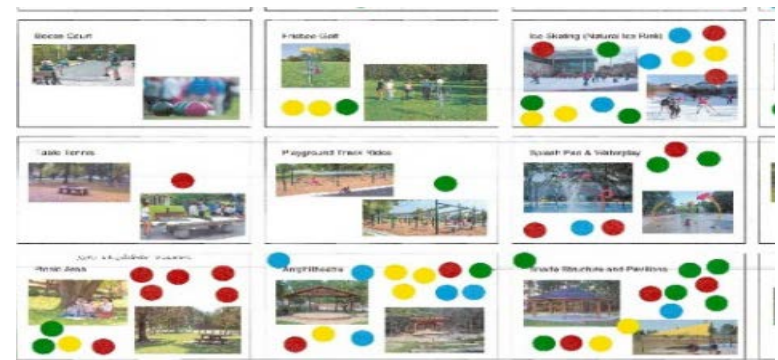 Bocce Court
Frisbee Golf
Ice Skating (Natural Ice Rink)
Table Tennis
Playground Track Rides
Splash Pad & Waterplay
Picnic Area
Amphitheatre
Shade Structure and Pavilions